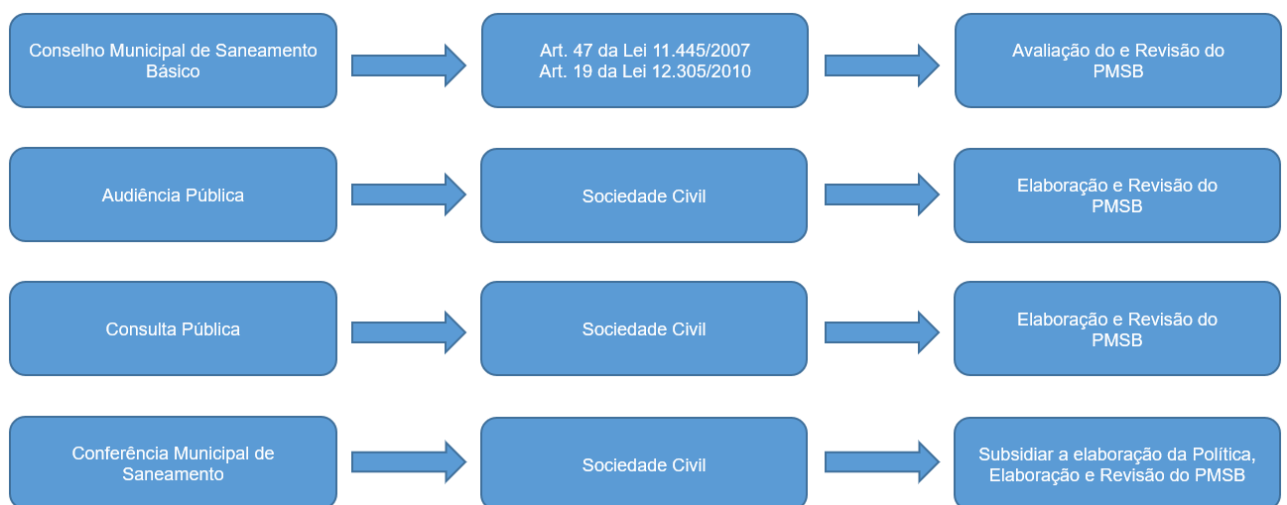 Conselho Municipal de Saneamento
Básico
Art. 47 da Lei 11.445/2007
Art. 19 da Lei 12.305/2010
Avaliação do e Revisão do
PMSB
Audiência Pública
Sociedade Civil
Elaboração e Revisão do
PMSB
Consulta Pública
Sociedade Civil
Elaboração e Revisão do
PMSB
Conferência Municipal de
Saneamento
Sociedade Civil
Subsidiar a elaboração da Política,
Elaboração e Revisão do PMSB